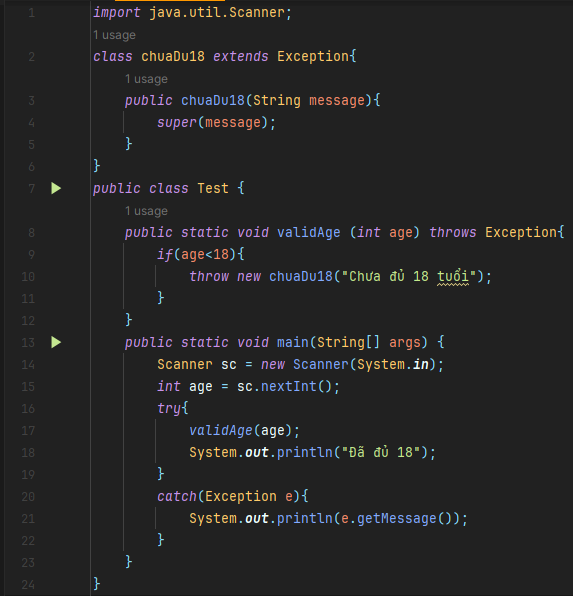 1 import java.util.Scanner;
1 usage
2 class chuaDu18 extends Exception{
1 usage
3 public chuaDu18(String message){
4 super(message);
5 }
6 }
7 public class Test {
1 usage
8 public static void validAge (int age) throws Exception{
9 if(age<18){
10 throw new chuaDu18("Chưa đủ 18 tuổi");
11 }
12 }
13 public static void main(String[] args) {
14 Scanner sc = new Scanner(System.in);
15 int age = sc.nextInt();
16 try{
17 validAge(age);
18 System.out.println("Đã đủ 18");
19 }
20 catch(Exception e){
21 System.out.println(e.getMessage());
22 }
23 }
24 }